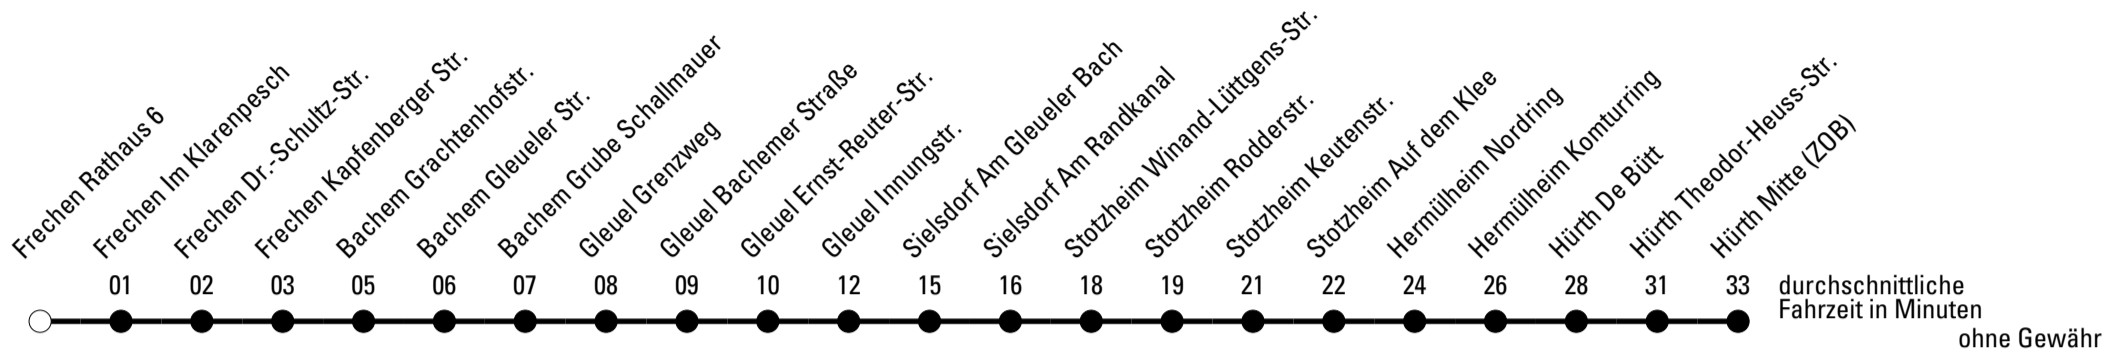 Frechen Rathaus 6
Frechen Im Klarenpesch
Frechen Dr.-Schultz-Str.
Frechen Kapfenberger Str.
Bachem Grachtenhofstr.
Bachem Gleueler Str.
Bachem Grube Schallmauer
Gleuel Grenzweg
Gleuel Bachemer Straße
Gleuel Ernst-Reuter-Str.
Gleuel Innungstr.
Sielsdorf Am Gleueler Bach
Sielsdorf Am Randkanal
Stotzheim Winand-Lüttgens-Str.
Stotzheim Rodderstr.
Stotzheim Keutenstr.
Stotzheim Auf dem Klee
Hermülheim Nordring
Hermülheim Komturring
Hürth De Bütt
Hürth Theodor-Heuss-Str.
Hürth Mitte (ZOB)
01 02 03 05 06 07 08 09 10 12 15 16 18 19 21 22 24 26 28 31 33 durchschnittliche
Fahrzeit in Minuten
ohne Gewähr